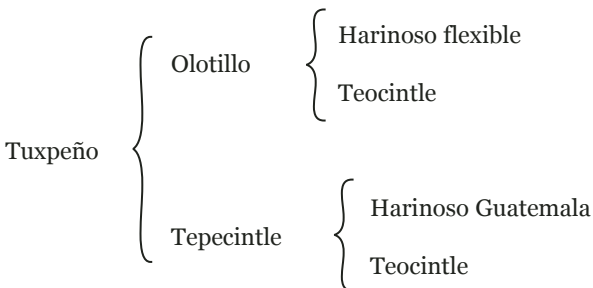 Harinoso flexible
Olotillo
Teocintle
Tuxpeño
Harinoso Guatemala
Tepecintle
Teocintle